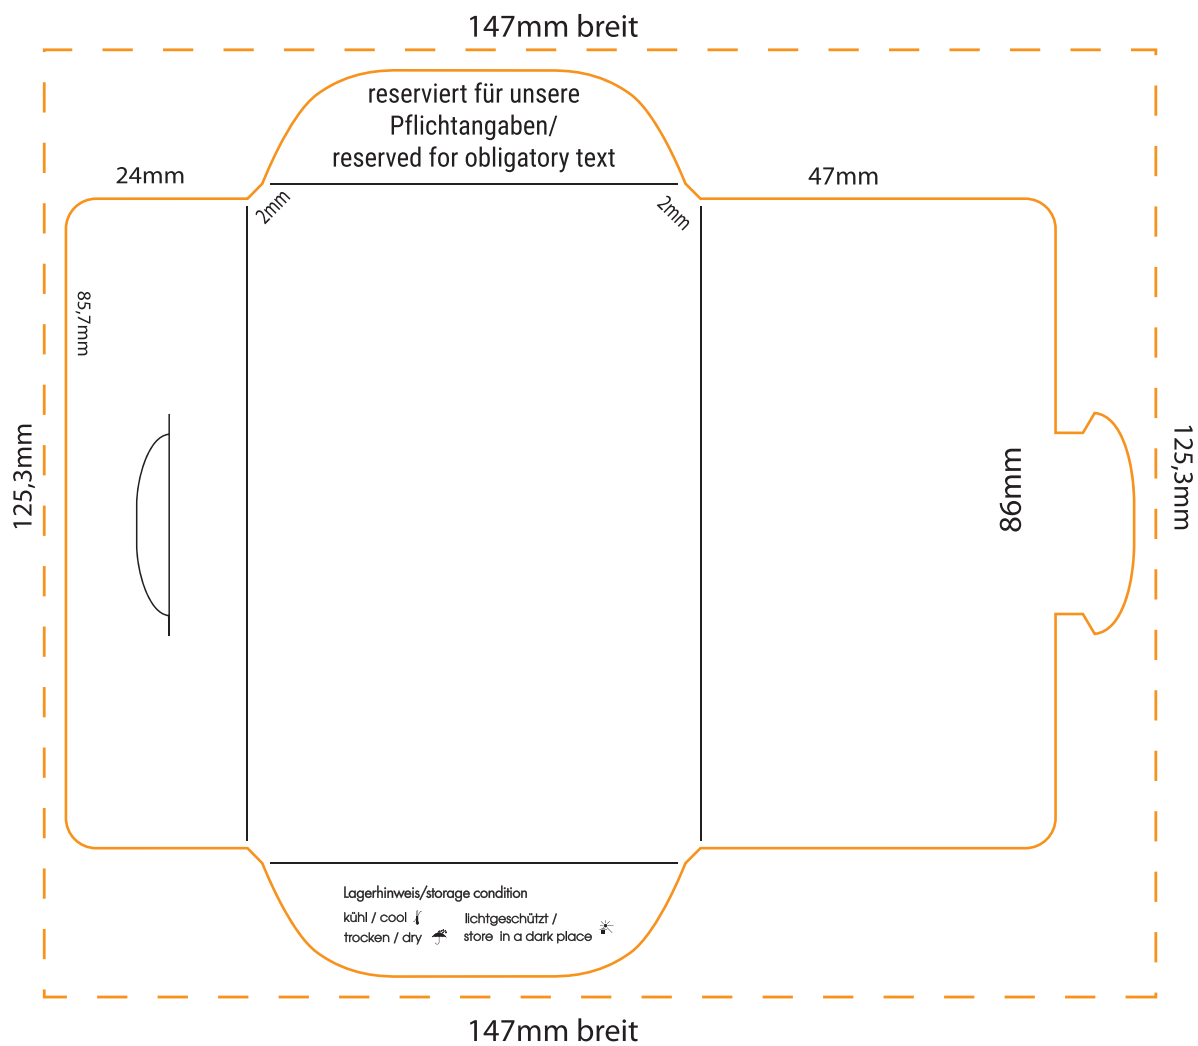 147mm breit
reserviert für unsere
Pflichtangaben/
reserved for obligatory text
24mm
47mm
2mm
2mm
85,7mm
125,3mm
89mm
125,3mm
Lagerhinweis/storage condition
kühl / cool
trocken / dry
lichtgeschützt /
store in a dark place
147mm breit